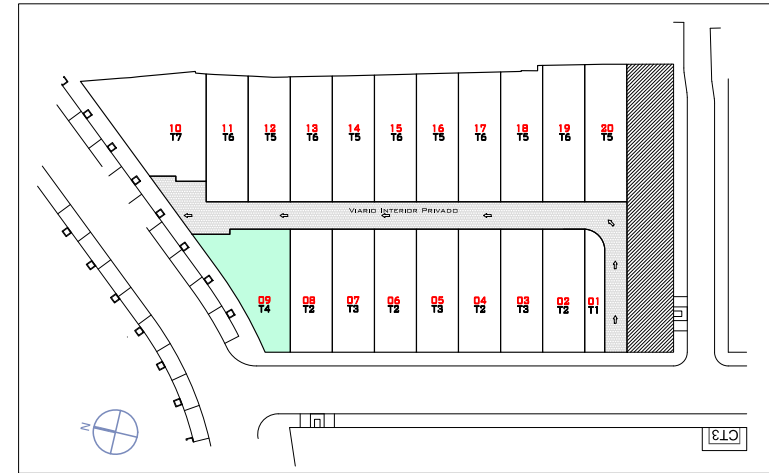 10 11 12 13 14 15 16 17 18 19 20
T7 T6 T5 T6 T5 T6 T5 T6 T5 T6 T5
VIARIO INTERIOR PRIVADO
09 08 07 06 05 04 03 02 01
T4 T2 T3 T2 T3 T2 T3 T2 T1
N
CT3